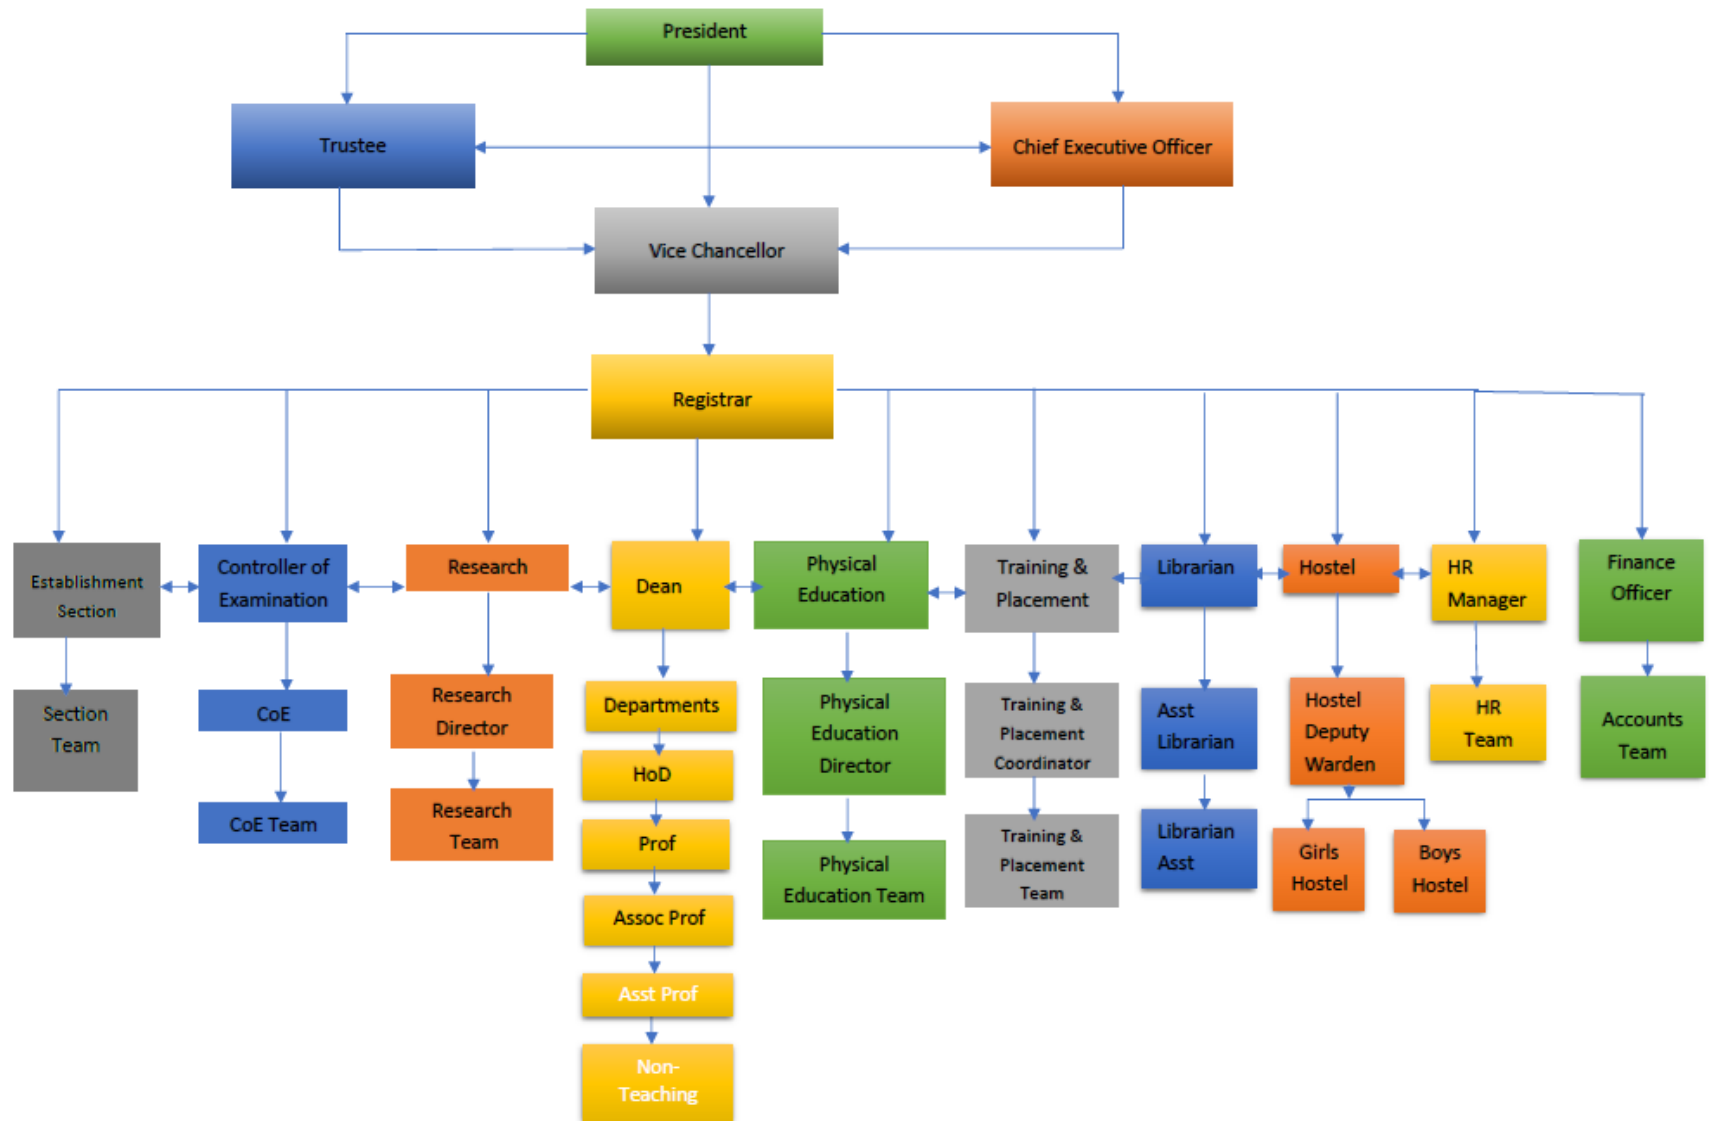 President
Trustee
Chief Executive Officer
Vice Chancellor
Registrar
Establishment
Section
Controller of
Examination
Research
Dean
Physical
Education
Training &
Placement
Librarian
Hostel
HR
Manager
Finance
Officer
Section
Team
CoE
Research
Director
Departments
Physical
Education
Director
Training &
Placement
Coordinator
Asst
Librarian
Hostel
Deputy
Warden
HR
Team
Accounts
Team
HoD
CoE Team
Research
Team
Prof
Physical
Education Team
Training &
Placement
Team
Librarian
Asst
Girls
Hostel
Boys
Hostel
Assoc Prof
Asst Prof
Non-
Teaching